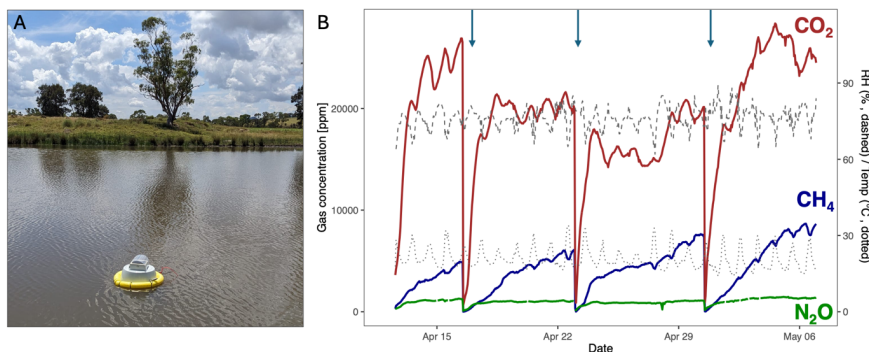 A
B
CO2
CH4
N2O
Gas concentration [ppm]
20000
10000
0
90
60
30
0
HH (%, dashed) / Temp (°C, dotted)
Apr 15
Apr 22
Apr 29
May 06
Date